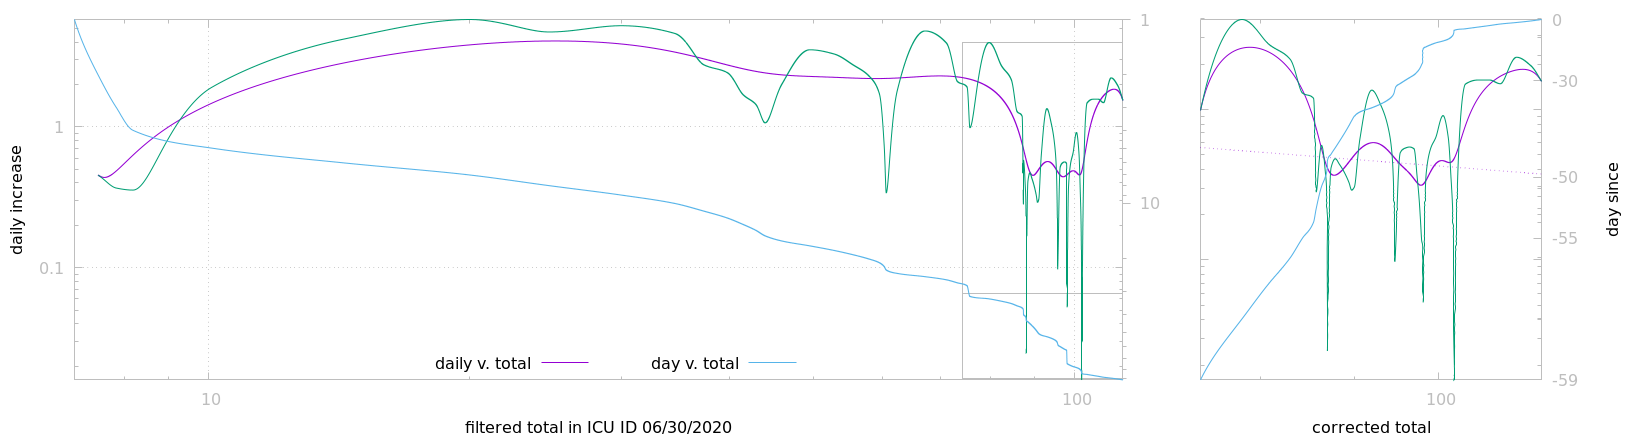 daily increase
1
0.1
daily v. total
day v. total
10
100
filtered total in ICU ID 06/30/2020
1
10
100
corrected total
0
-30
-50
-55
-59
day since